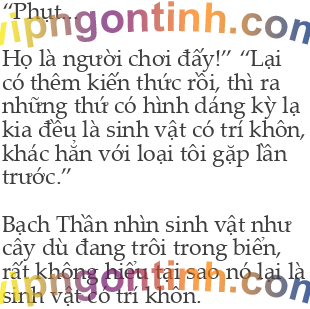 “Phụt...
vipngontinh.com
Họ là người chơi đấy!” “Lại
có thêm kiến thức rồi, thì ra
những thứ có hình dáng kỳ lạ
kia đều là sinh vật có trí khôn,
khác hẳn với loại tôi gặp lần
trước.”
Bạch Thần nhìn sinh vật như
cây dù đang trôi trong biển,
rất không hiểu tại sao nó lại là
vipngontinh.com
sinh vật có trí khôn.